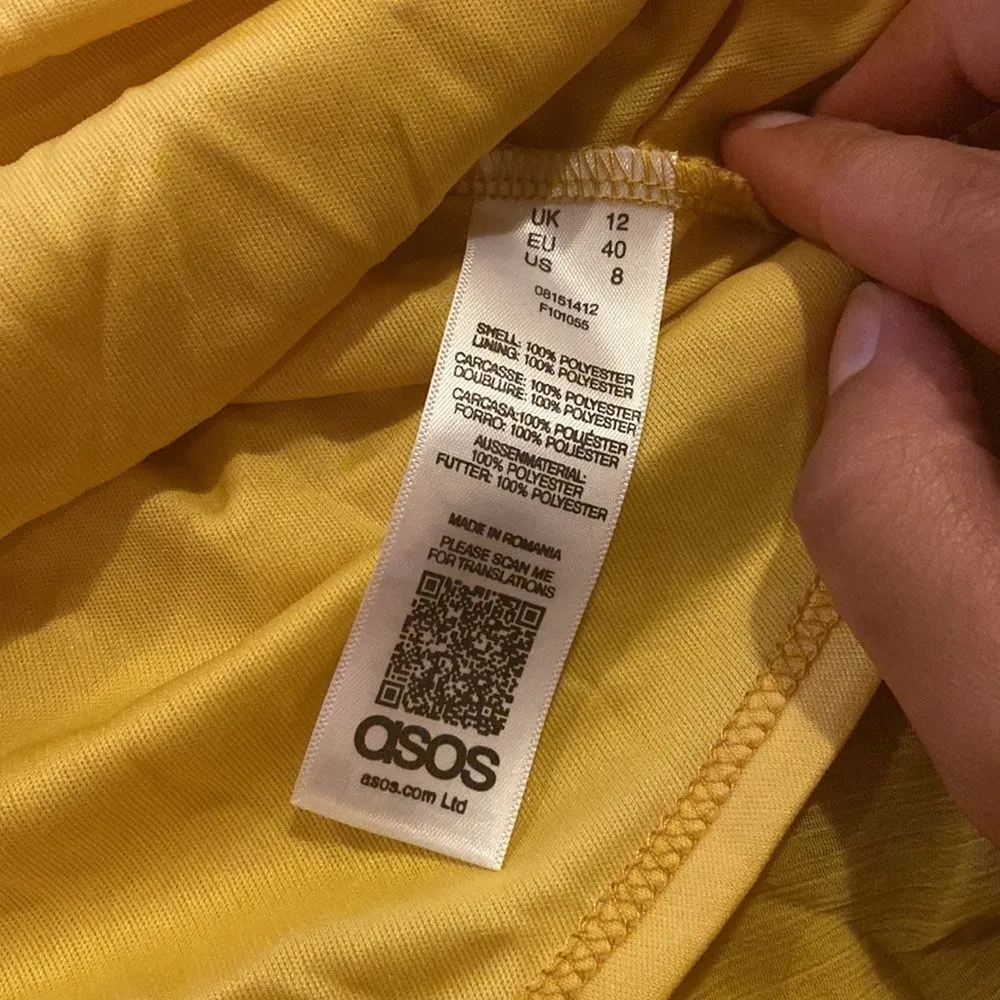 UK 12
EU 40
US 8
08151412
F101055
SHELL: 100% POLYESTER
LINING: 100% POLYESTER
CARCASSE: 100% POLYESTER
DOUBLURE: 100% POLYESTER
CARCASA:100% POLIÉSTER
FORRO: 100% POLIÉSTER
AUSSENMATERIAL:
100% POLYESTER
FUTTER: 100% POLYESTER
MADE IN ROMANIA
PLEASE SCAN ME
FOR TRANSLATIONS
asos
asos.com Ltd